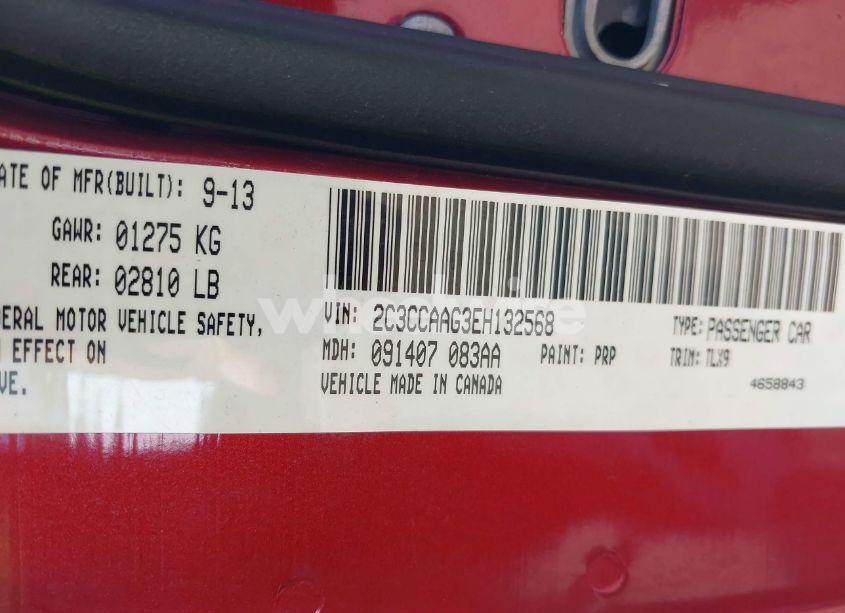 ATE OF MFR(BUILT): 9-13
GAWR: 01275 KG
REAR: 02810 LB
DERAL MOTOR VEHICLE SAFETY,
EFFECT ON
VE.
VIN: 2C3CCAAG3EH132568
TYPE: PASSENGER CAR
MDH: 091407 083AA
PAINT: PRP
TRIM: TLX9
VEHICLE MADE IN CANADA
4658843